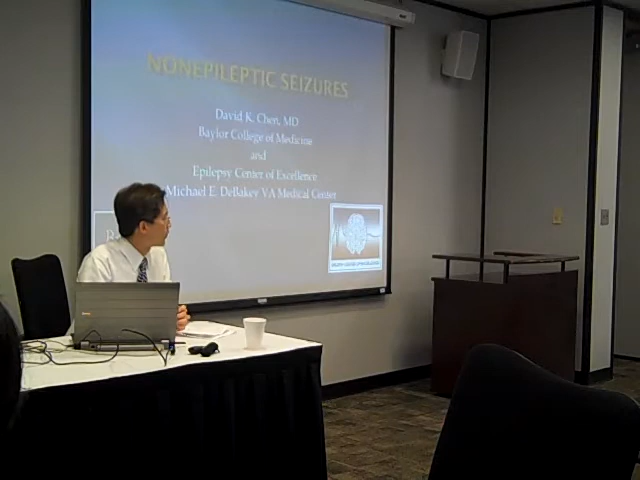 NONEPILEPTIC SEIZURES
David K. Chen, MD
Baylor College of Medicine
and
Epilepsy Center of Excellence
Michael E. DeBakey VA Medical Center
B